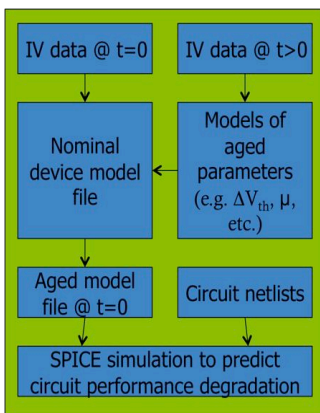 IV data @ t=0
IV data @ t>0
Nominal
device model
file
Models of
aged
parameters
(e.g. ΔVth, μ,
etc.)
Aged model
file @ t=0
Circuit netlists
SPICE simulation to predict
circuit performance degradation